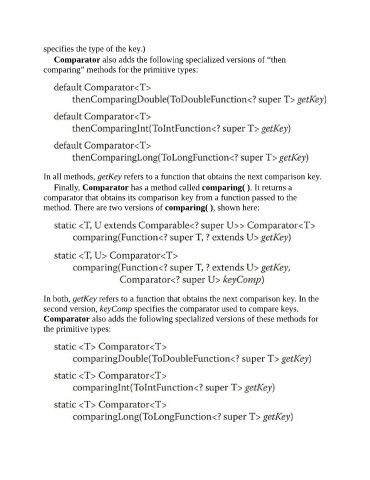 specifies the type of the key.)
Comparator also adds the following specialized versions of “then
comparing” methods for the primitive types:
default Comparator<T>
thenComparingDouble(ToDoubleFunction<? super T> getKey)
default Comparator<T>
thenComparingInt(ToIntFunction<? super T> getKey)
default Comparator<T>
thenComparingLong(ToLongFunction<? super T> getKey)
In all methods, getKey refers to a function that obtains the next comparison key.
Finally, Comparator has a method called comparing( ). It returns a
comparator that obtains its comparison key from a function passed to the
method. There are two versions of comparing( ), shown here:
static <T, U extends Comparable<? super U>> Comparator<T>
comparing(Function<? super T, ? extends U> getKey)
static <T, U> Comparator<T>
comparing(Function<? super T, ? extends U> getKey,
Comparator<? super U> keyComp)
In both, getKey refers to a function that obtains the next comparison key. In the
second version, keyComp specifies the comparator used to compare keys.
Comparator also adds the following specialized versions of these methods for
the primitive types:
static <T> Comparator<T>
comparingDouble(ToDoubleFunction<? super T> getKey)
static <T> Comparator<T>
comparingInt(ToIntFunction<? super T> getKey)
static <T> Comparator<T>
comparingLong(ToLongFunction<? super T> getKey)